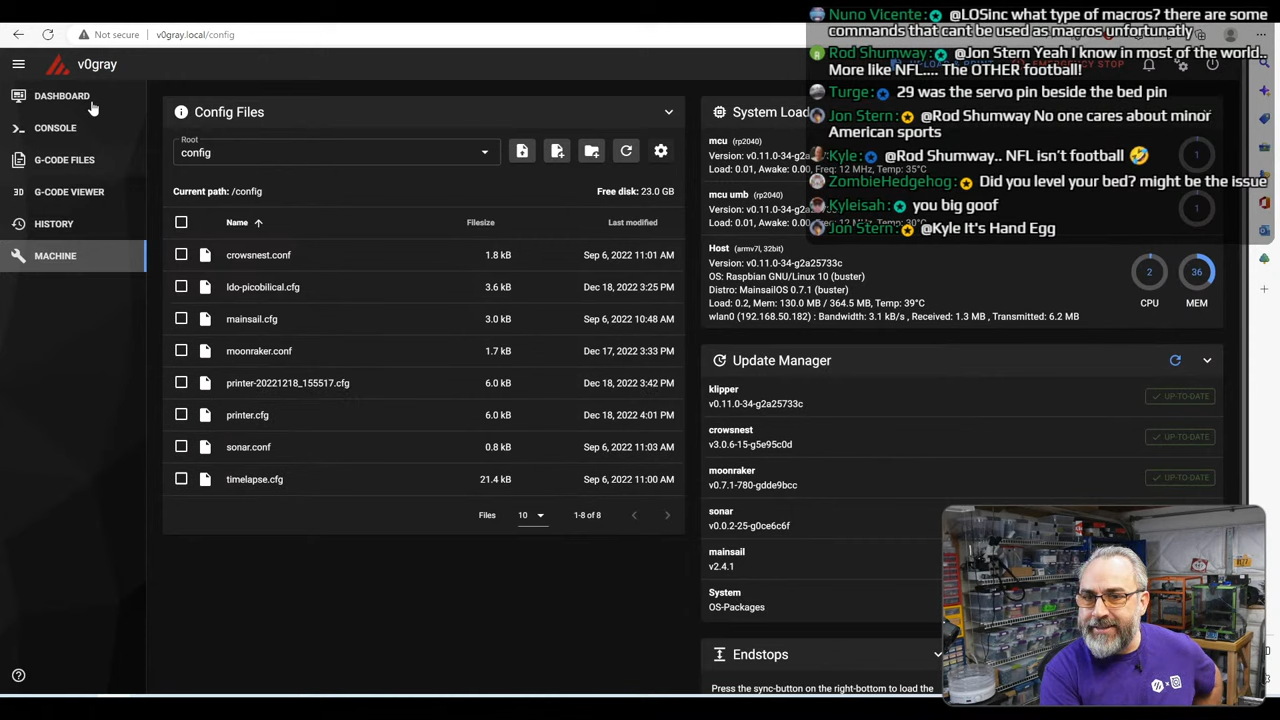 Not secure
v0gray.local/config
v0gray
EMERGENCY STOP
DASHBOARD
CONSOLE
G-CODE FILES
3D
G-CODE VIEWER
HISTORY
MACHINE
Config Files
Root
config
Current path: /config
Free disk: 23.0 GB
Name
Filesize
Last modified
crowsnest.conf
1.8 kB
Sep 6, 2022 11:01 AM
ldo-picobilical.cfg
3.6 kB
Dec 18, 2022 3:25 PM
mainsail.cfg
3.0 kB
Sep 6, 2022 10:48 AM
moonraker.conf
1.7 kB
Dec 17, 2022 3:33 PM
printer-20221218_155517.cfg
6.0 kB
Dec 18, 2022 3:42 PM
printer.cfg
6.0 kB
Dec 18, 2022 4:01 PM
sonar.conf
0.8 kB
Sep 6, 2022 11:03 AM
timelapse.cfg
21.4 kB
Sep 6, 2022 11:00 AM
Files
10
1-8 of 8
System Load
mcu (rp2040)
Version: v0.11.0-34-g2a
Load: 0.01, Awake: 0.00, Freq: 12 MHz, Temp: 35°C
1
mcu umb (rp2040)
Version: v0.11.0-34-g2a
1
Host (armv7l, 32bit)
Version: v0.11.0-34-g2a25733c
OS: Raspbian GNU/Linux 10 (buster)
Distro: MainsailOS 0.7.1 (buster)
Load: 0.2, Mem: 130.0 MB / 364.5 MB, Temp: 39°C
wlan0 (192.168.50.182) : Bandwidth: 3.1 kB/s , Received: 1.3 MB , Transmitted: 6.2 MB
2
CPU
36
MEM
Update Manager
klipper
v0.11.0-34-g2a25733c
UP-TO-DATE
crowsnest
v3.0.6-15-g5e95c0d
UP-TO-DATE
moonraker
v0.7.1-780-gdde9bcc
UP-TO-DATE
sonar
v0.0.2-25-g0ce6c6f
mainsail
v2.4.1
System
OS-Packages
Endstops
Press the sync-button on the right-bottom to load the
Nuno Vicente: @LOSinc what type of macros? there are some
commands that cant be used as macros unfortunatly
Rod Shumway: @Jon Stern Yeah I know in most of the world..
More like NFL.... The OTHER football!
Turge: 29 was the servo pin beside the bed pin
Jon Stern: @Rod Shumway No one cares about minor
American sports
Kyle: @Rod Shumway.. NFL isn't football 🤣
ZombieHedgehog: Did you level your bed? might be the issue
Kyleisah: you big goof
Jon Stern: @Kyle It's Hand Egg